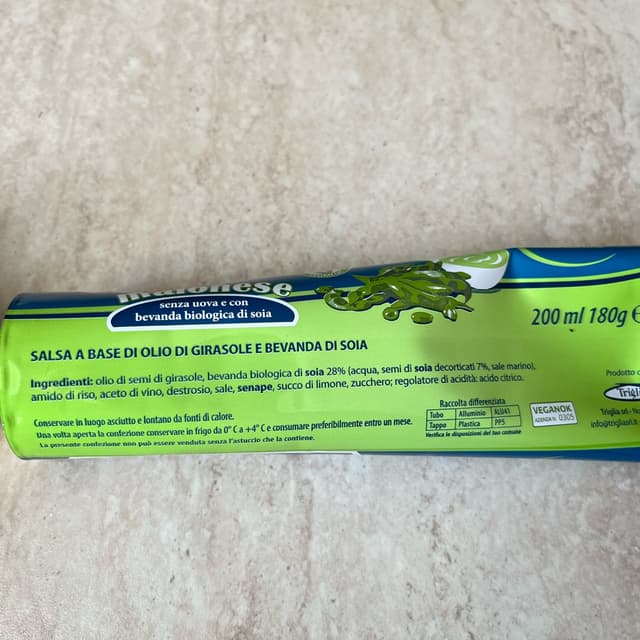 senza uova e con
bevanda biologica di soia
200 ml 180g e
SALSA A BASE DI OLIO DI GIRASOLE E BEVANDA DI SOIA
Ingredienti: olio di semi di girasole, bevanda biologica di soia 28% (acqua, semi di soia decorticati 7%, sale marino),
amido di riso, aceto di vino, destrosio, sale, senape, succo di limone, zucchero; regolatore di acidità: acido citrico.
Conservare in luogo asciutto e lontano da fonti di calore.
Una volta aperta la confezione conservare in frigo da 0° C a +4° C e consumare preferibilmente entro un mese.
La presente confezione non può essere venduta senza l'astuccio che la contiene.
Raccolta differenziata
Tubo Alluminio ALU41
Tappo Plastica PP5
Verifica le disposizioni del tuo comune
VEGANOK
AZIENDA N. 0305
Prodotto
Trigli
Triglia srl